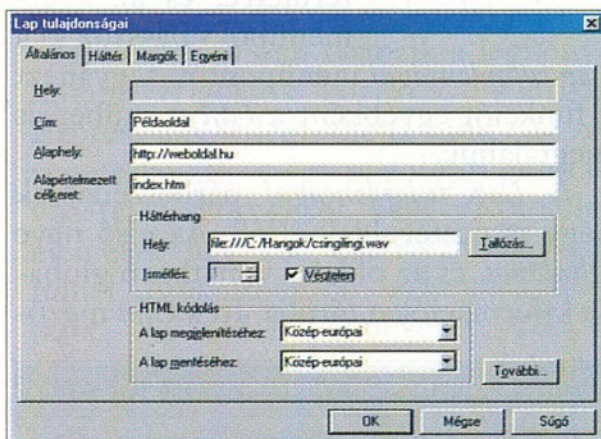 Lap tulajdonságai
Általános Háttér Margók Egyéni
Hely:
Cím: Példaoldal
Alaphely: http://weboldal.hu
Alapértelmezett
célkeret: index.htm
Háttérhang
Hely: file:///C:/Hangok/csinglingi.wav Tallózás...
Ismétlés: Végtelen
HTML kódolás
A lap megjelenítéséhez: Közép-európai
A lap mentéséhez: Közép-európai
További...
OK Mégse Súgó